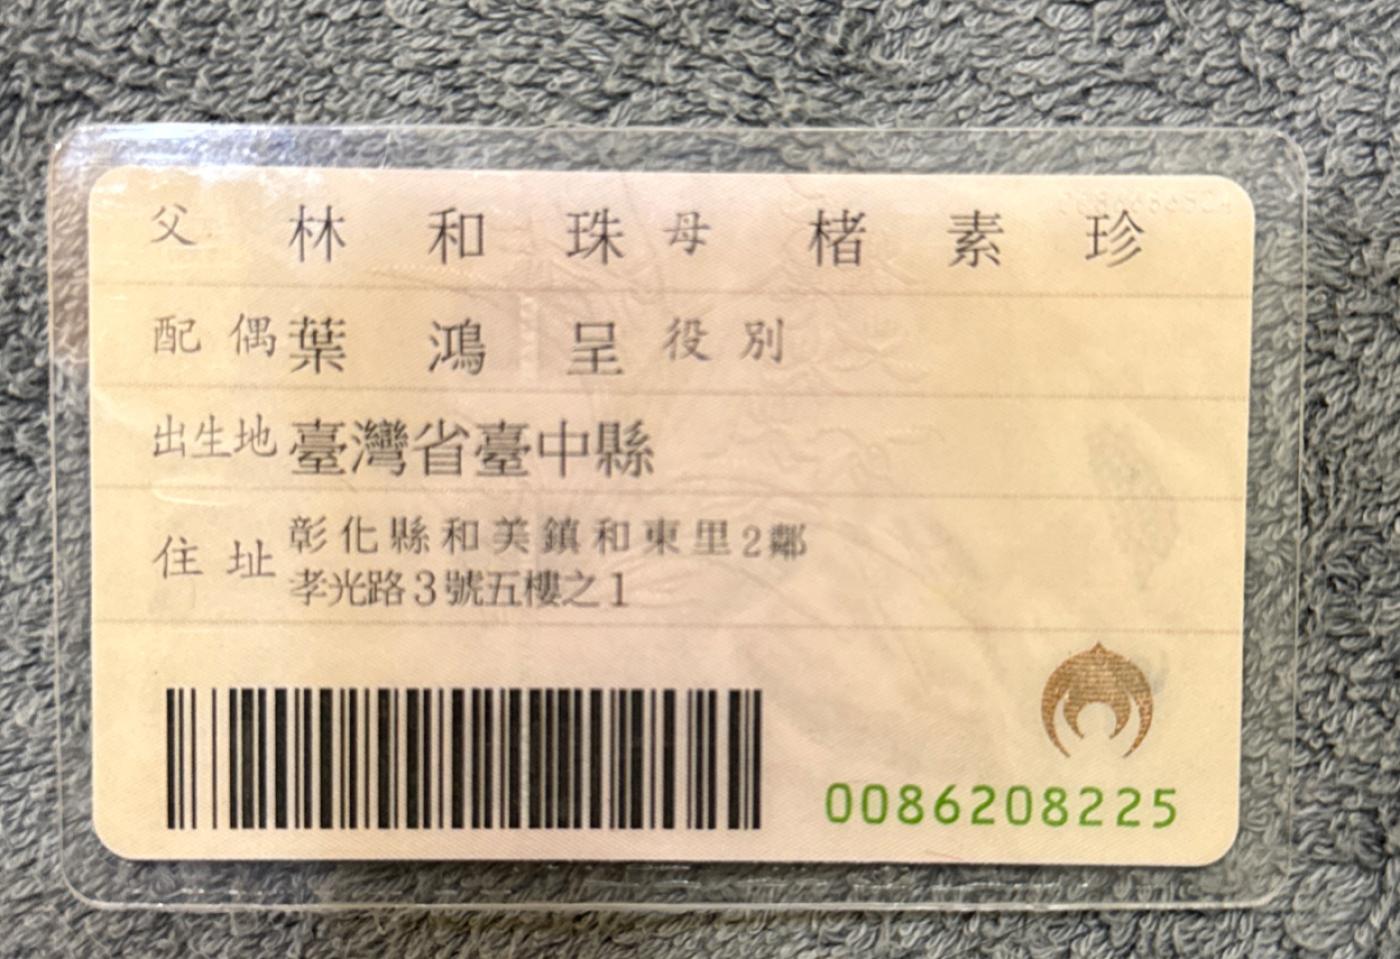 父 林和珠 母 楮素珍
配偶 葉鴻呈 役別
出生地 臺灣省臺中縣
住址 彰化縣和美鎮和東里2鄰
孝光路3號五樓之1
0086208225